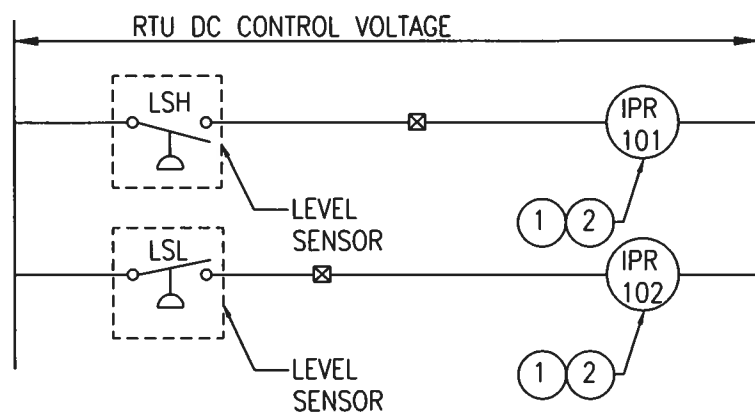 RTU DC CONTROL VOLTAGE
LSH
IPR
101
LEVEL
SENSOR
1 2
LSL
IPR
102
LEVEL
SENSOR
1 2